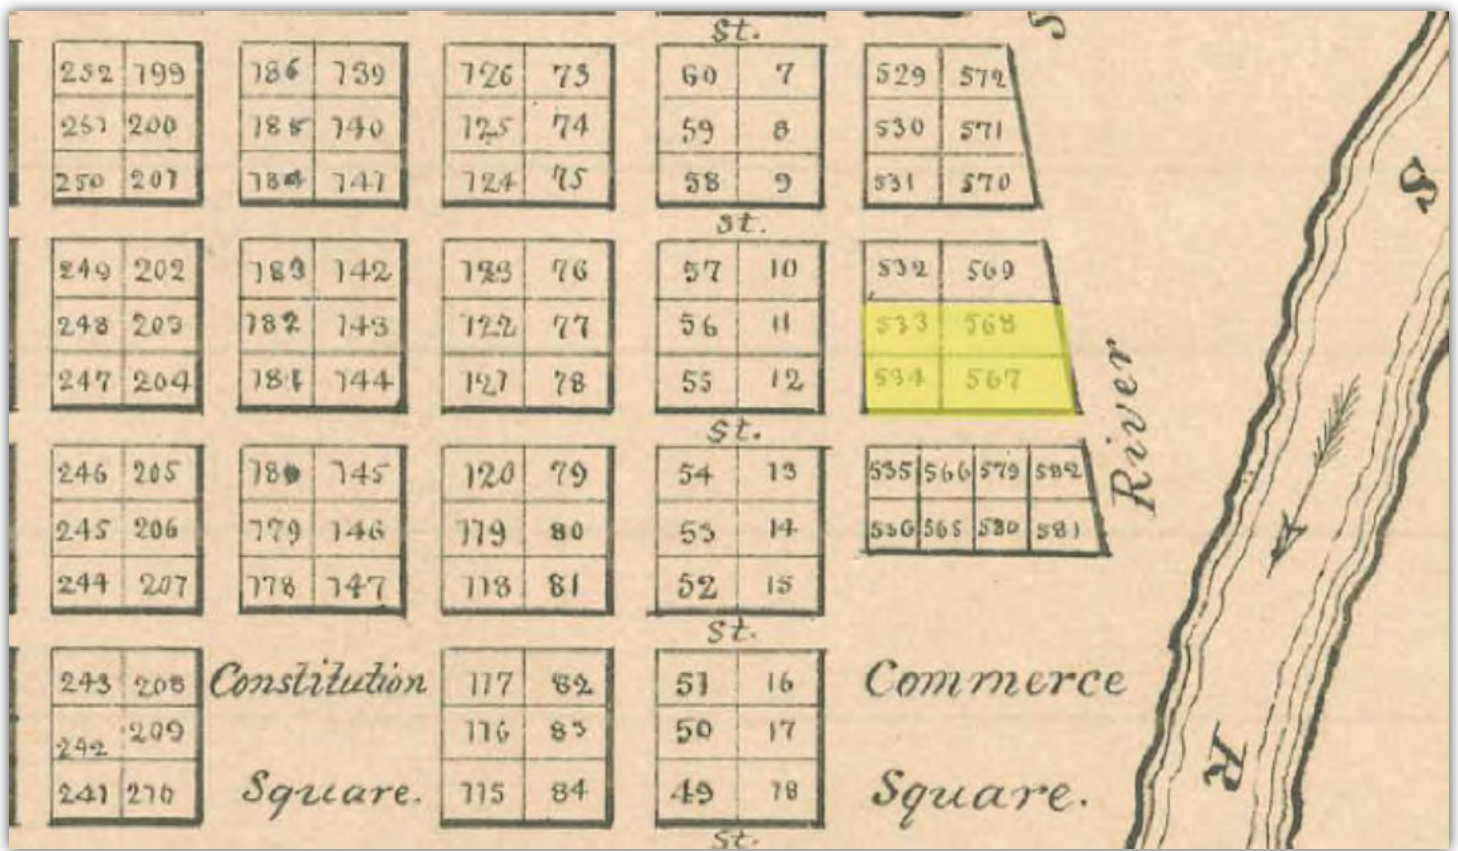 St.
252 199 186 139 126 73 60 7 529 572
251 200 185 140 125 74 59 8 530 571
250 201 184 141 124 75 58 9 531 570
St.
249 202 183 142 123 76 57 10 532 569
248 203 182 143 122 77 56 11 533 568
247 204 181 144 121 78 55 12 534 567
River
St.
246 205 180 145 120 79 54 13 535 566 579 582
245 206 179 146 119 80 53 14 536 565 580 581
244 207 178 147 118 81 52 15
St.
243 208 Constitution 117 82 51 16 Commerce
242 209 116 83 50 17
241 210 Square. 115 84 49 18 Square.
St.
S
R